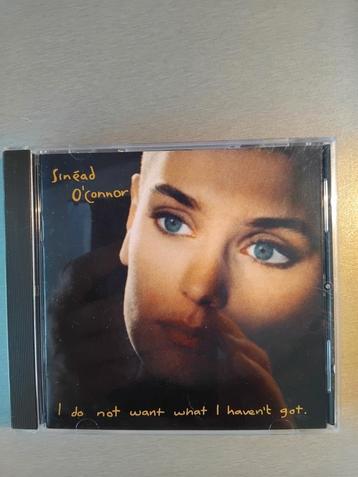 Sinéad
O'Connor
I do not want what I haven't got.